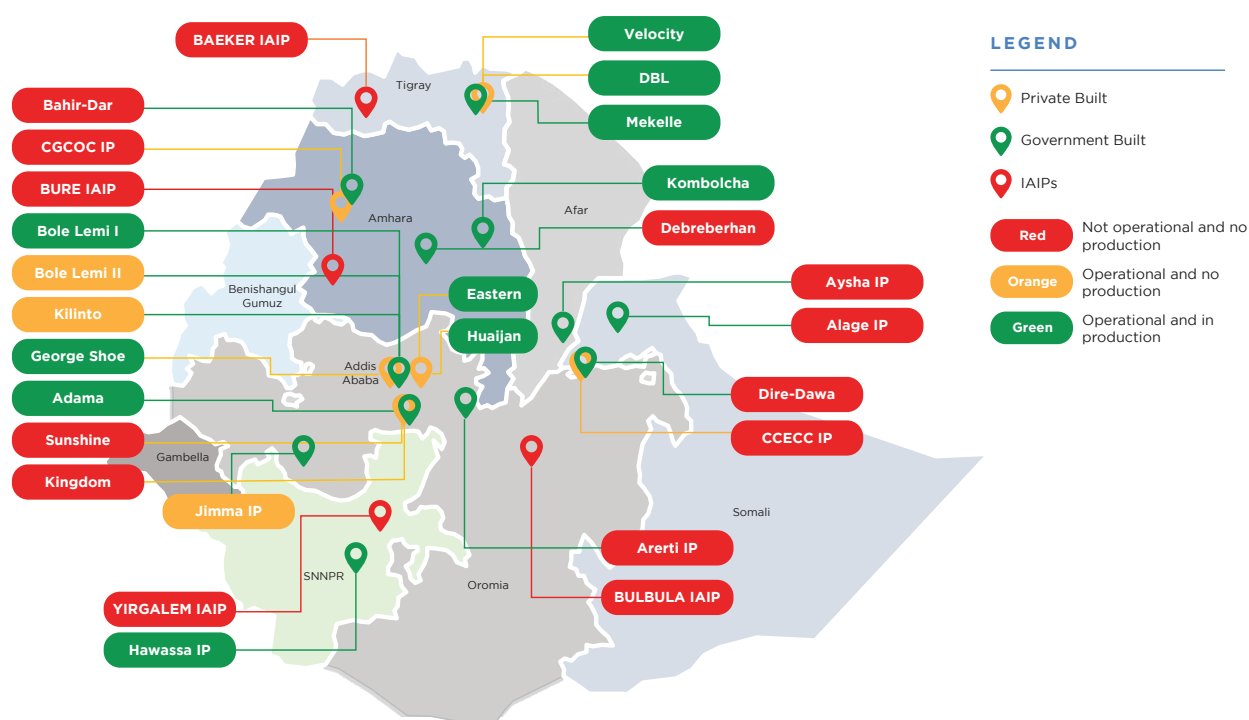 BAEKER IAIP
Bahir-Dar
CGCOC IP
BURE IAIP
Bole Lemi I
Bole Lemi II
Kilinto
George Shoe
Adama
Sunshine
Kingdom
Jimma IP
YIRGALEM IAIP
Hawassa IP
Velocity
DBL
Mekelle
Kombolcha
Debreberhan
Eastern
Huaijan
Aysha IP
Alage IP
Dire-Dawa
CCECC IP
Arerti IP
BULBULA IAIP
Tigray
Amhara
Afar
Benishangul
Gumuz
Addis
Ababa
Gambella
SNNPR
Oromia
Somali
LEGEND
Private Built
Government Built
IAIPs
Red
Not operational and no
production
Orange
Operational and no
production
Green
Operational and in
production